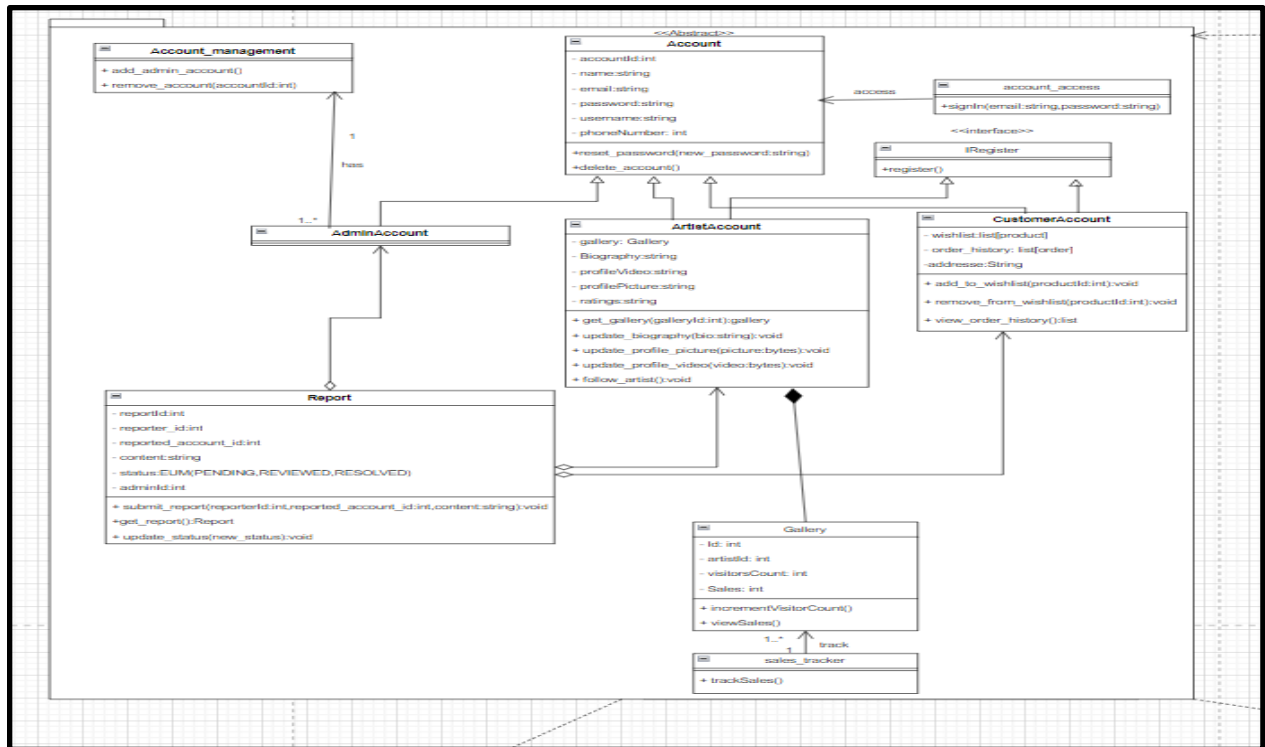 Account_management
+ add_admin_account()
+ remove_account(accountId:int)
<<Abstract>>
Account
- accountId:int
- name:string
- email:string
- password:string
- username:string
- phoneNumber: int
+reset_password(new_password:string)
+delete_account()
access
account_access
+signIn(email:string,password:string)
<<interface>>
IRegister
+register()
1
has
1..*
AdminAccount
ArtistAccount
- gallery: Gallery
- Biography:string
- profileVideo:string
- profilePicture:string
- ratings:string
+ get_gallery(galleryId:int):gallery
+ update_biography(bio:string):void
+ update_profile_picture(picture:bytes):void
+ update_profile_video(video:bytes):void
+ follow_artist():void
CustomerAccount
- wishlist:list[product]
- order_history: list[order]
-addresse:String
+ add_to_wishlist(productId:int):void
+ remove_from_wishlist(productId:int):void
+ view_order_history():list
Report
- reportId:int
- reporter_id:int
- reported_account_id:int
- content:string
- status:EUM(PENDING,REVIEWED,RESOLVED)
- adminId:int
+ submit_report(reporterId:int,reported_account_id:int,content:string):void
+get_report():Report
+ update_status(new_status):void
Gallery
- Id: int
- artistId: int
- visitorsCount: int
- Sales: int
+ incrementVisitorCount()
+ viewSales()
1..*
track
1
sales_tracker
+ trackSales()